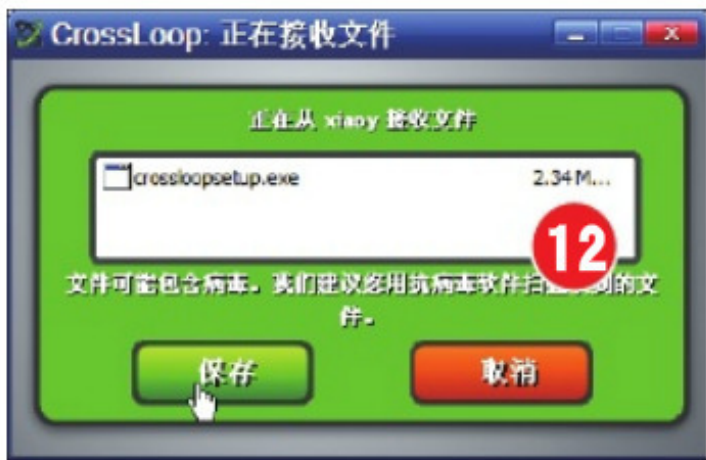 CrossLoop: 正在接收文件
正在从 xiaoy 接收文件
crossloopsetup.exe 2.34 M...
12
文件可能包含病毒。我们建议您用抗病毒软件扫 的文
件。
保存 取消